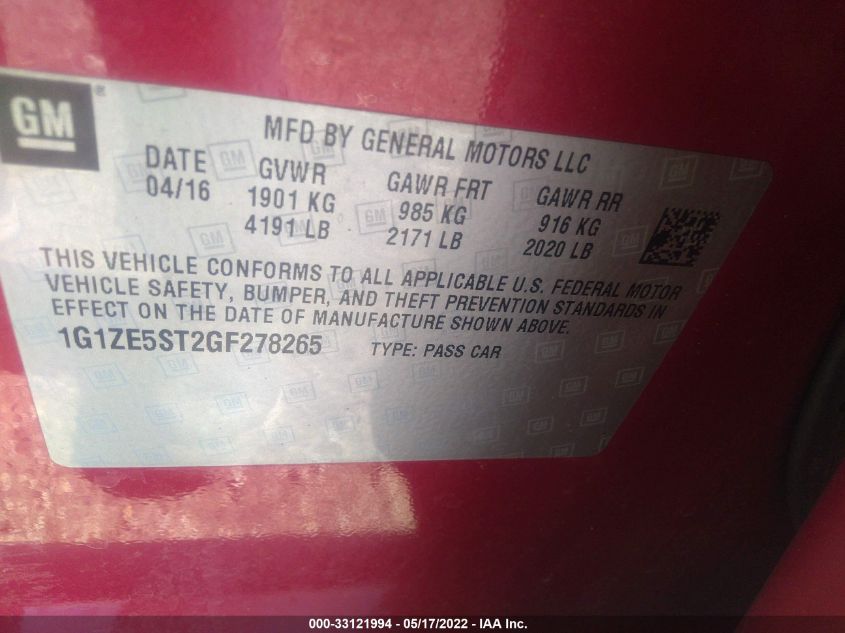 GM
MFD BY GENERAL MOTORS LLC
DATE GVWR GAWR FRT GAWR RR
04/16 1901 KG 985 KG 916 KG
4191 LB 2171 LB 2020 LB
THIS VEHICLE CONFORMS TO ALL APPLICABLE U.S. FEDERAL MOTOR
VEHICLE SAFETY, BUMPER, AND THEFT PREVENTION STANDARDS IN
EFFECT ON THE DATE OF MANUFACTURE SHOWN ABOVE.
1G1ZE5ST2GF278265 TYPE: PASS CAR
000-33121994 - 05/17/2022 - IAA Inc.